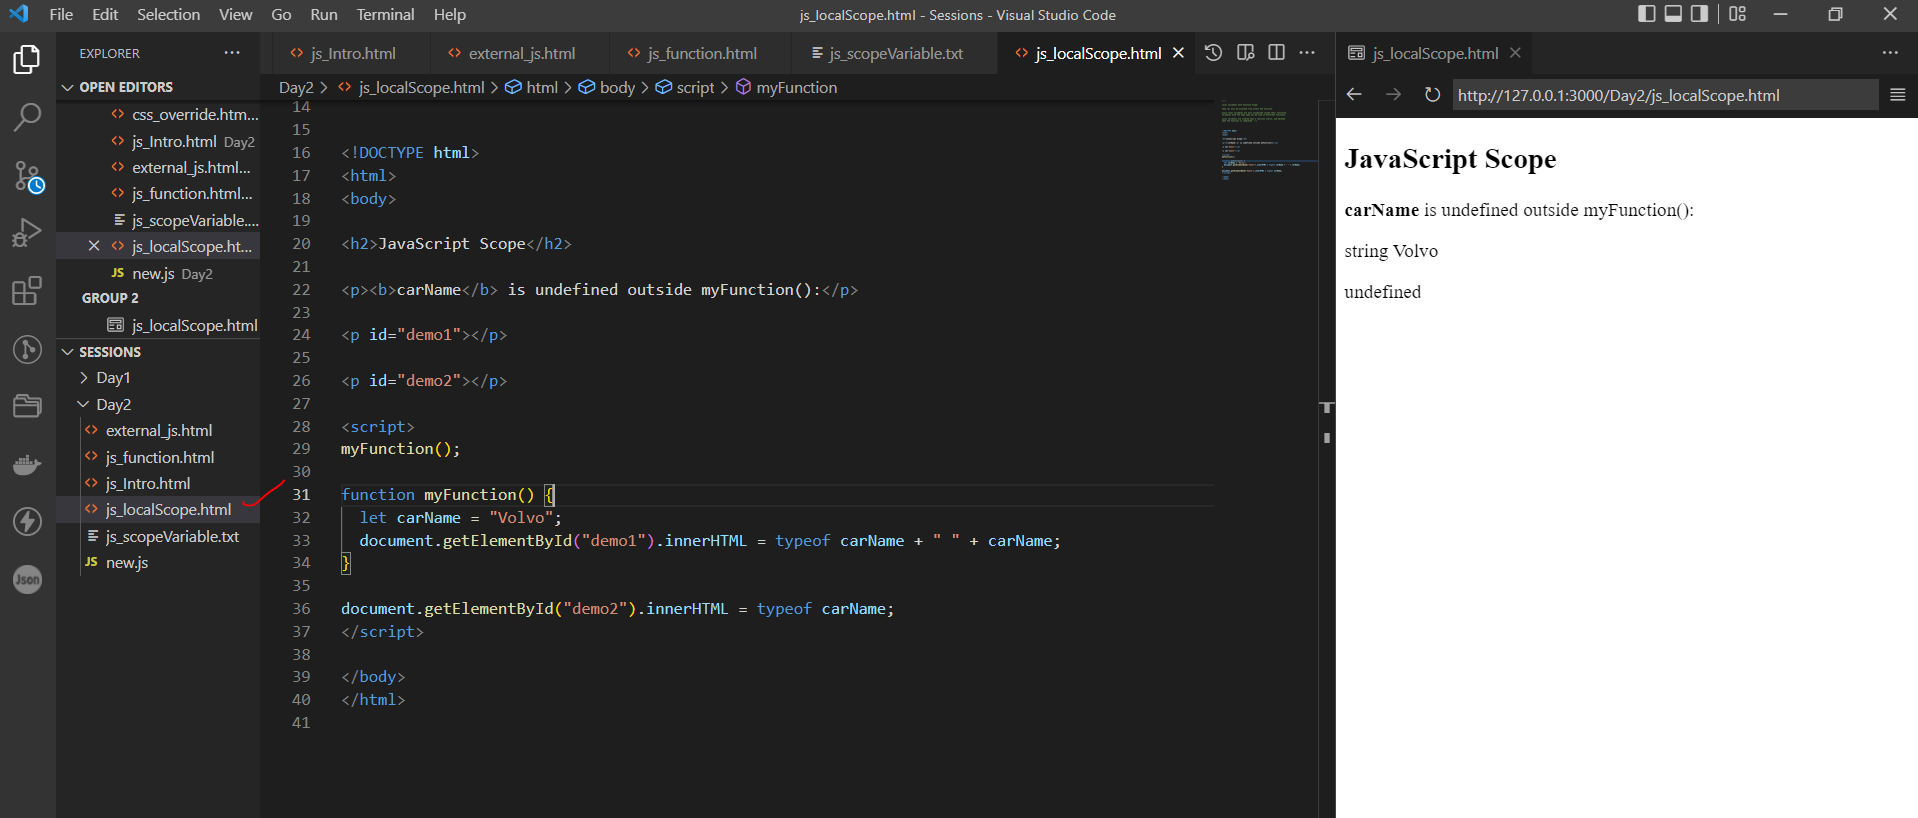 File Edit Selection View Go Run Terminal Help
js_localScope.html - Sessions - Visual Studio Code
EXPLORER
OPEN EDITORS
css_override.htm...
js_Intro.html Day2
external_js.html...
js_function.html...
js_scopeVariable....
js_localScope.ht...
JS new.js Day2
GROUP 2
js_localScope.html
SESSIONS
Day1
Day2
external_js.html
js_function.html
js_Intro.html
js_localScope.html
js_scopeVariable.txt
JS new.js
Json
js_Intro.html external_js.html js_function.html js_scopeVariable.txt js_localScope.html
Day2 > js_localScope.html > html > body > script > myFunction
14
15
16 <!DOCTYPE html>
17 <html>
18 <body>
19
20 <h2>JavaScript Scope</h2>
21
22 <p><b>carName</b> is undefined outside myFunction():</p>
23
24 <p id="demo1"></p>
25
26 <p id="demo2"></p>
27
28 <script>
29 myFunction();
30
31 function myFunction() {
32 let carName = "Volvo";
33 document.getElementById("demo1").innerHTML = typeof carName + " " + carName;
34 }
35
36 document.getElementById("demo2").innerHTML = typeof carName;
37 </script>
38
39 </body>
40 </html>
41
js_localScope.html
http://127.0.0.1:3000/Day2/js_localScope.html
JavaScript Scope
carName is undefined outside myFunction():
string Volvo
undefined